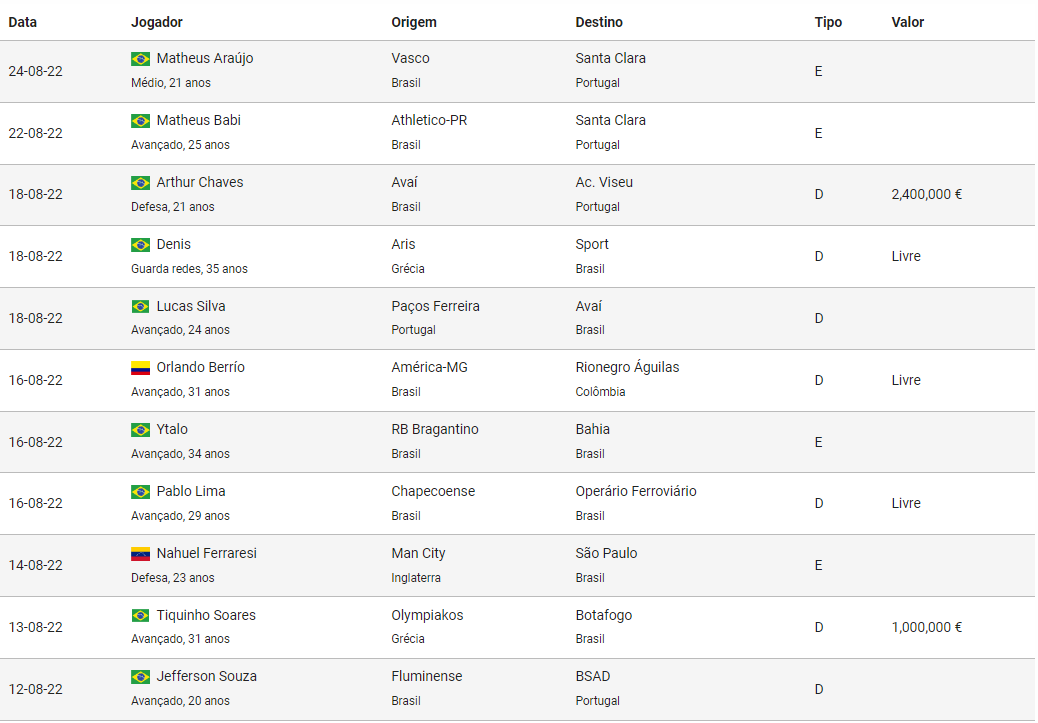 Data Jogador Origem Destino Tipo Valor
Matheus Araújo Vasco Santa Clara
24-08-22 E
Médio, 21 anos Brasil Portugal
Matheus Babi Athletico-PR Santa Clara
22-08-22 E
Avançado, 25 anos Brasil Portugal
Arthur Chaves Avaí Ac. Viseu
18-08-22 D 2,400,000 €
Defesa, 21 anos Brasil Portugal
Denis Aris Sport
18-08-22 D Livre
Guarda redes, 35 anos Grécia Brasil
Lucas Silva Paços Ferreira Avaí
18-08-22 D
Avançado, 24 anos Portugal Brasil
Orlando Berrío América-MG Rionegro Águilas
16-08-22 D Livre
Avançado, 31 anos Brasil Colômbia
Ytalo RB Bragantino Bahia
16-08-22 E
Avançado, 34 anos Brasil Brasil
Pablo Lima Chapecoense Operário Ferroviário
16-08-22 D Livre
Avançado, 29 anos Brasil Brasil
Nahuel Ferraresi Man City São Paulo
14-08-22 E
Defesa, 23 anos Inglaterra Brasil
Tiquinho Soares Olympiakos Botafogo
13-08-22 D 1,000,000 €
Avançado, 31 anos Grécia Brasil
Jefferson Souza Fluminense BSAD
12-08-22 D
Avançado, 20 anos Brasil Portugal